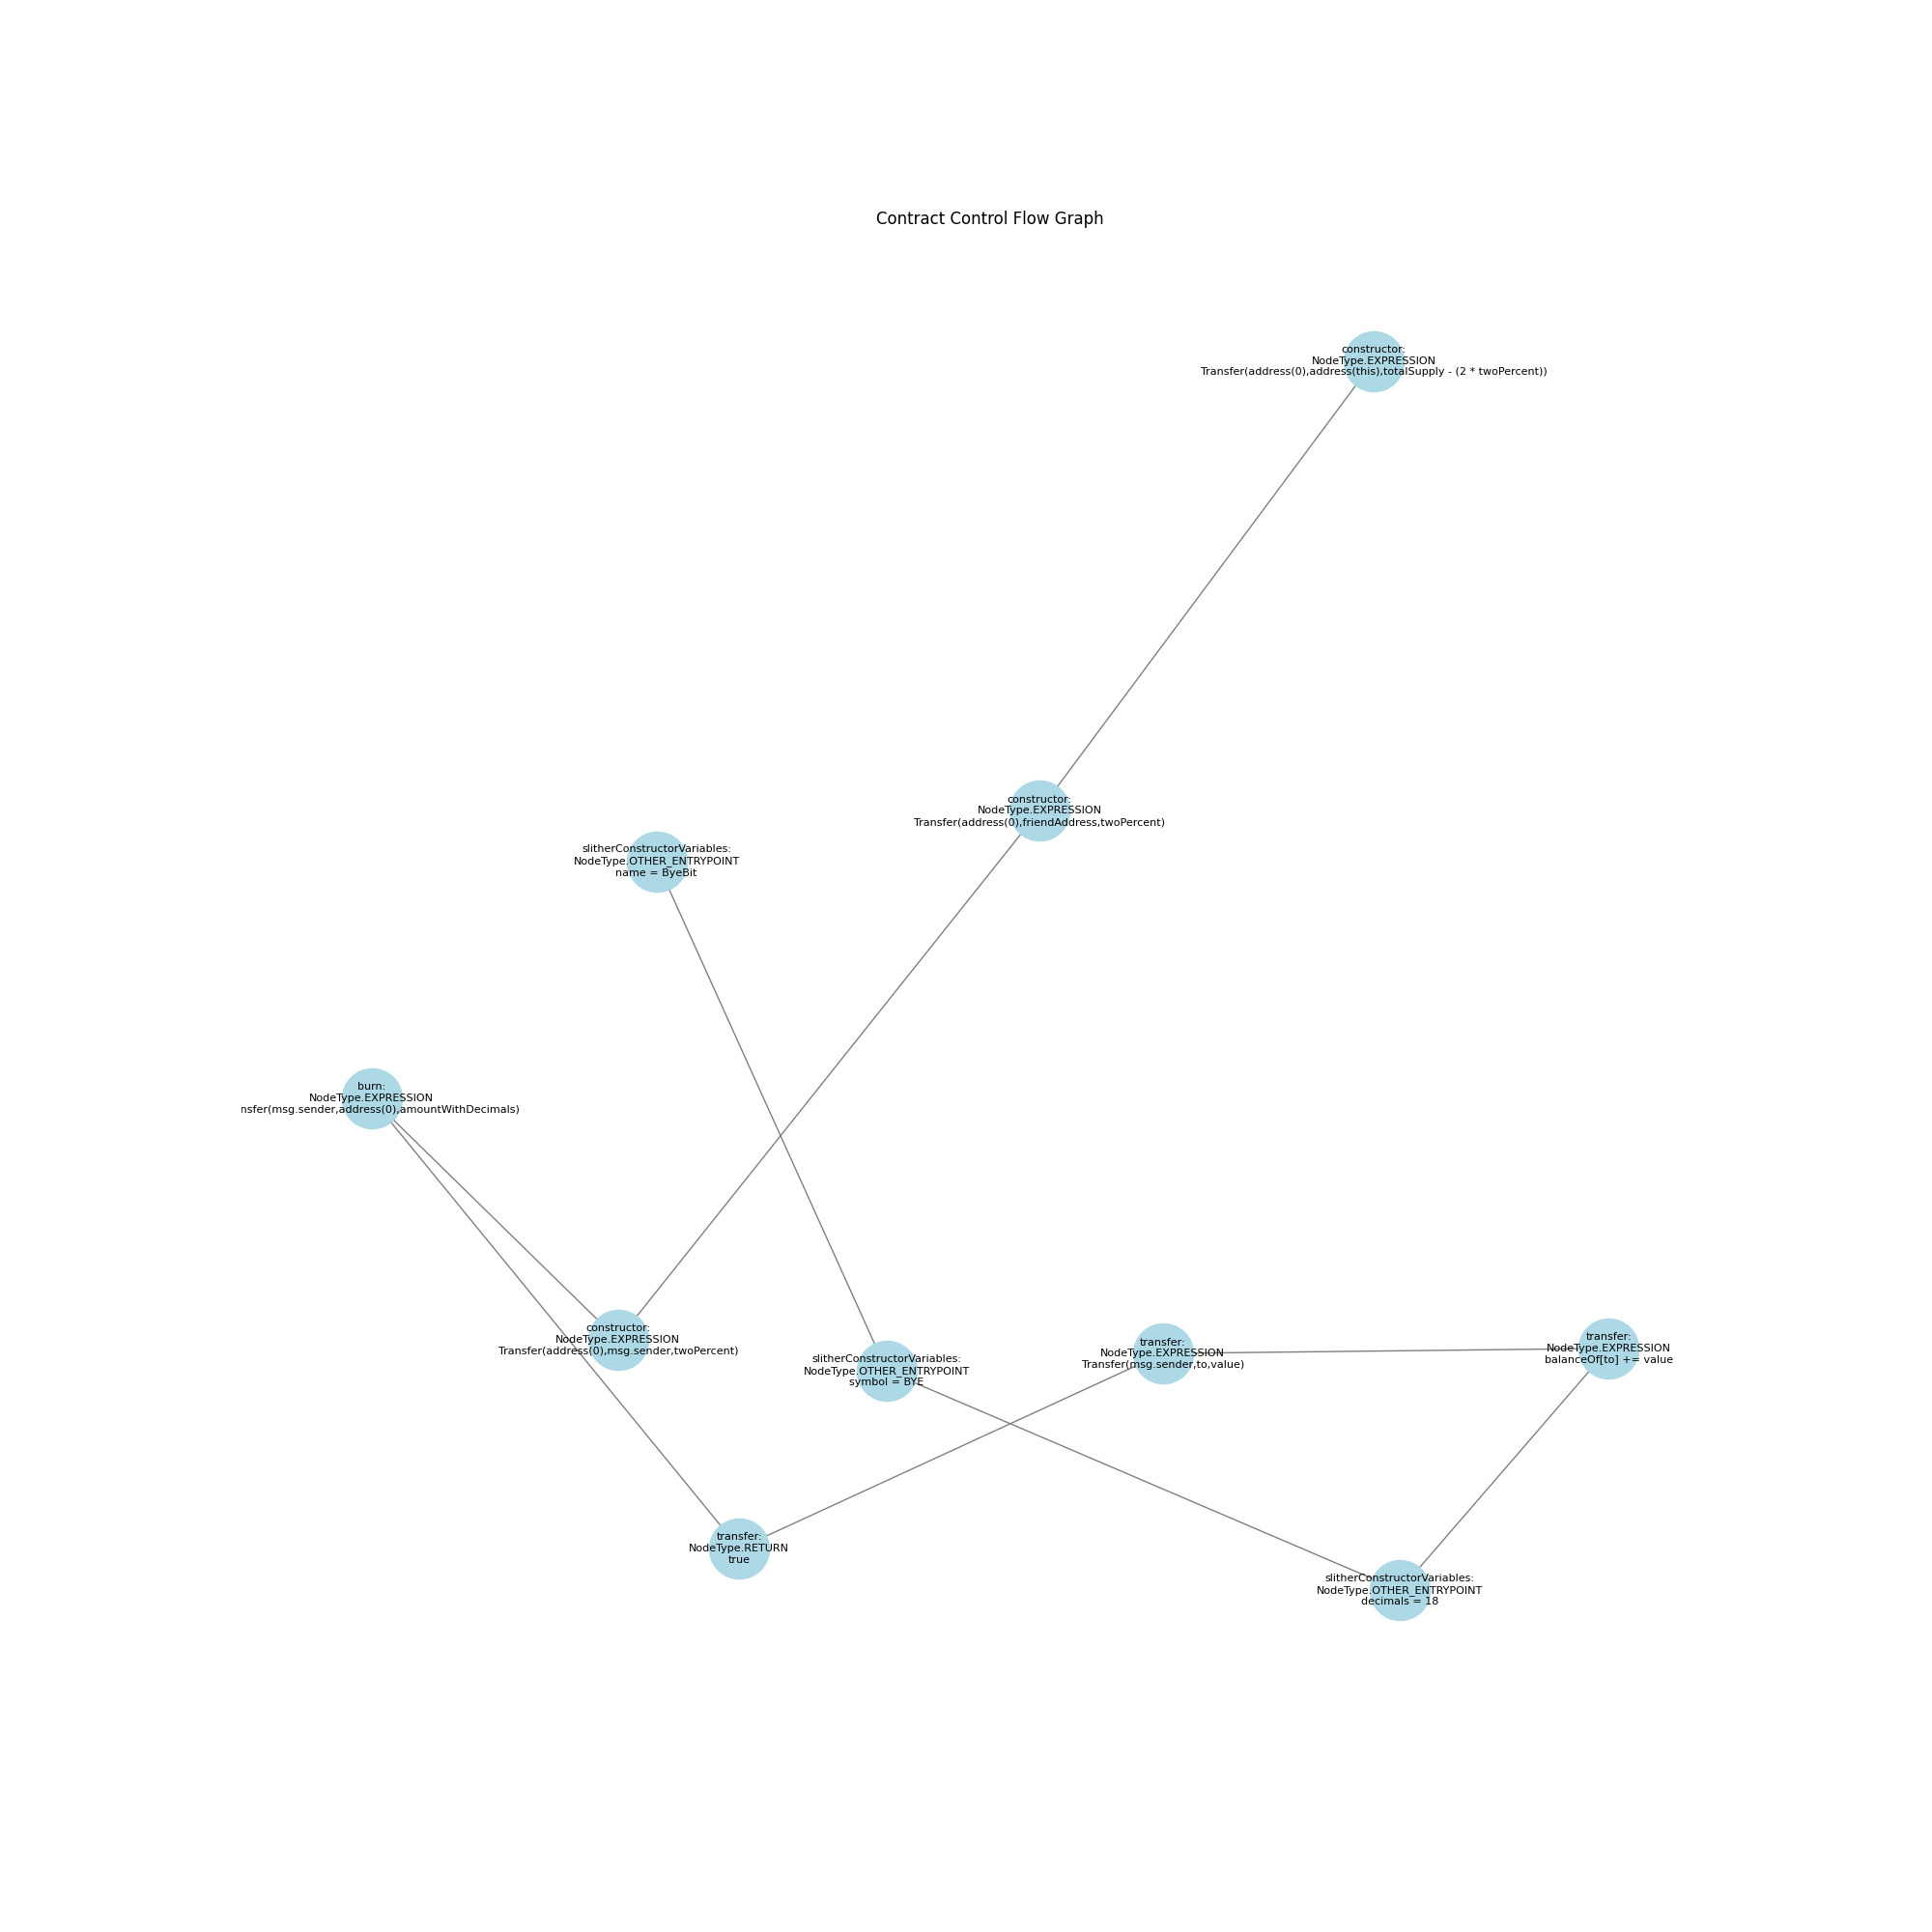 Contract Control Flow Graph
constructor:
NodeType.EXPRESSION
Transfer(address(0),address(this),totalSupply - (2 * twoPercent))
constructor:
NodeType.EXPRESSION
Transfer(address(0),friendAddress,twoPercent)
slitherConstructorVariables:
NodeType.OTHER_ENTRYPOINT
name = ByeBit
burn:
NodeType.EXPRESSION
nsfer(msg.sender,address(0),amountWithDecimals)
constructor:
NodeType.EXPRESSION
Transfer(address(0),msg.sender,twoPercent)
slitherConstructorVariables:
NodeType.OTHER_ENTRYPOINT
symbol = BYE
transfer:
NodeType.EXPRESSION
Transfer(msg.sender,to,value)
transfer:
NodeType.EXPRESSION
balanceOf[to] += value
transfer:
NodeType.RETURN
true
slitherConstructorVariables:
NodeType.OTHER_ENTRYPOINT
decimals = 18